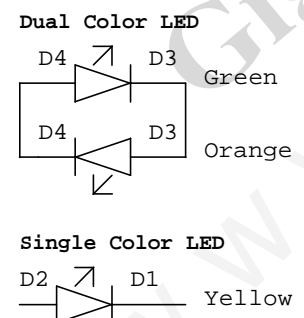 Dual Color LED
D4 D3
Green
D4 D3
Orange
Single Color LED
D2 D1
Yellow